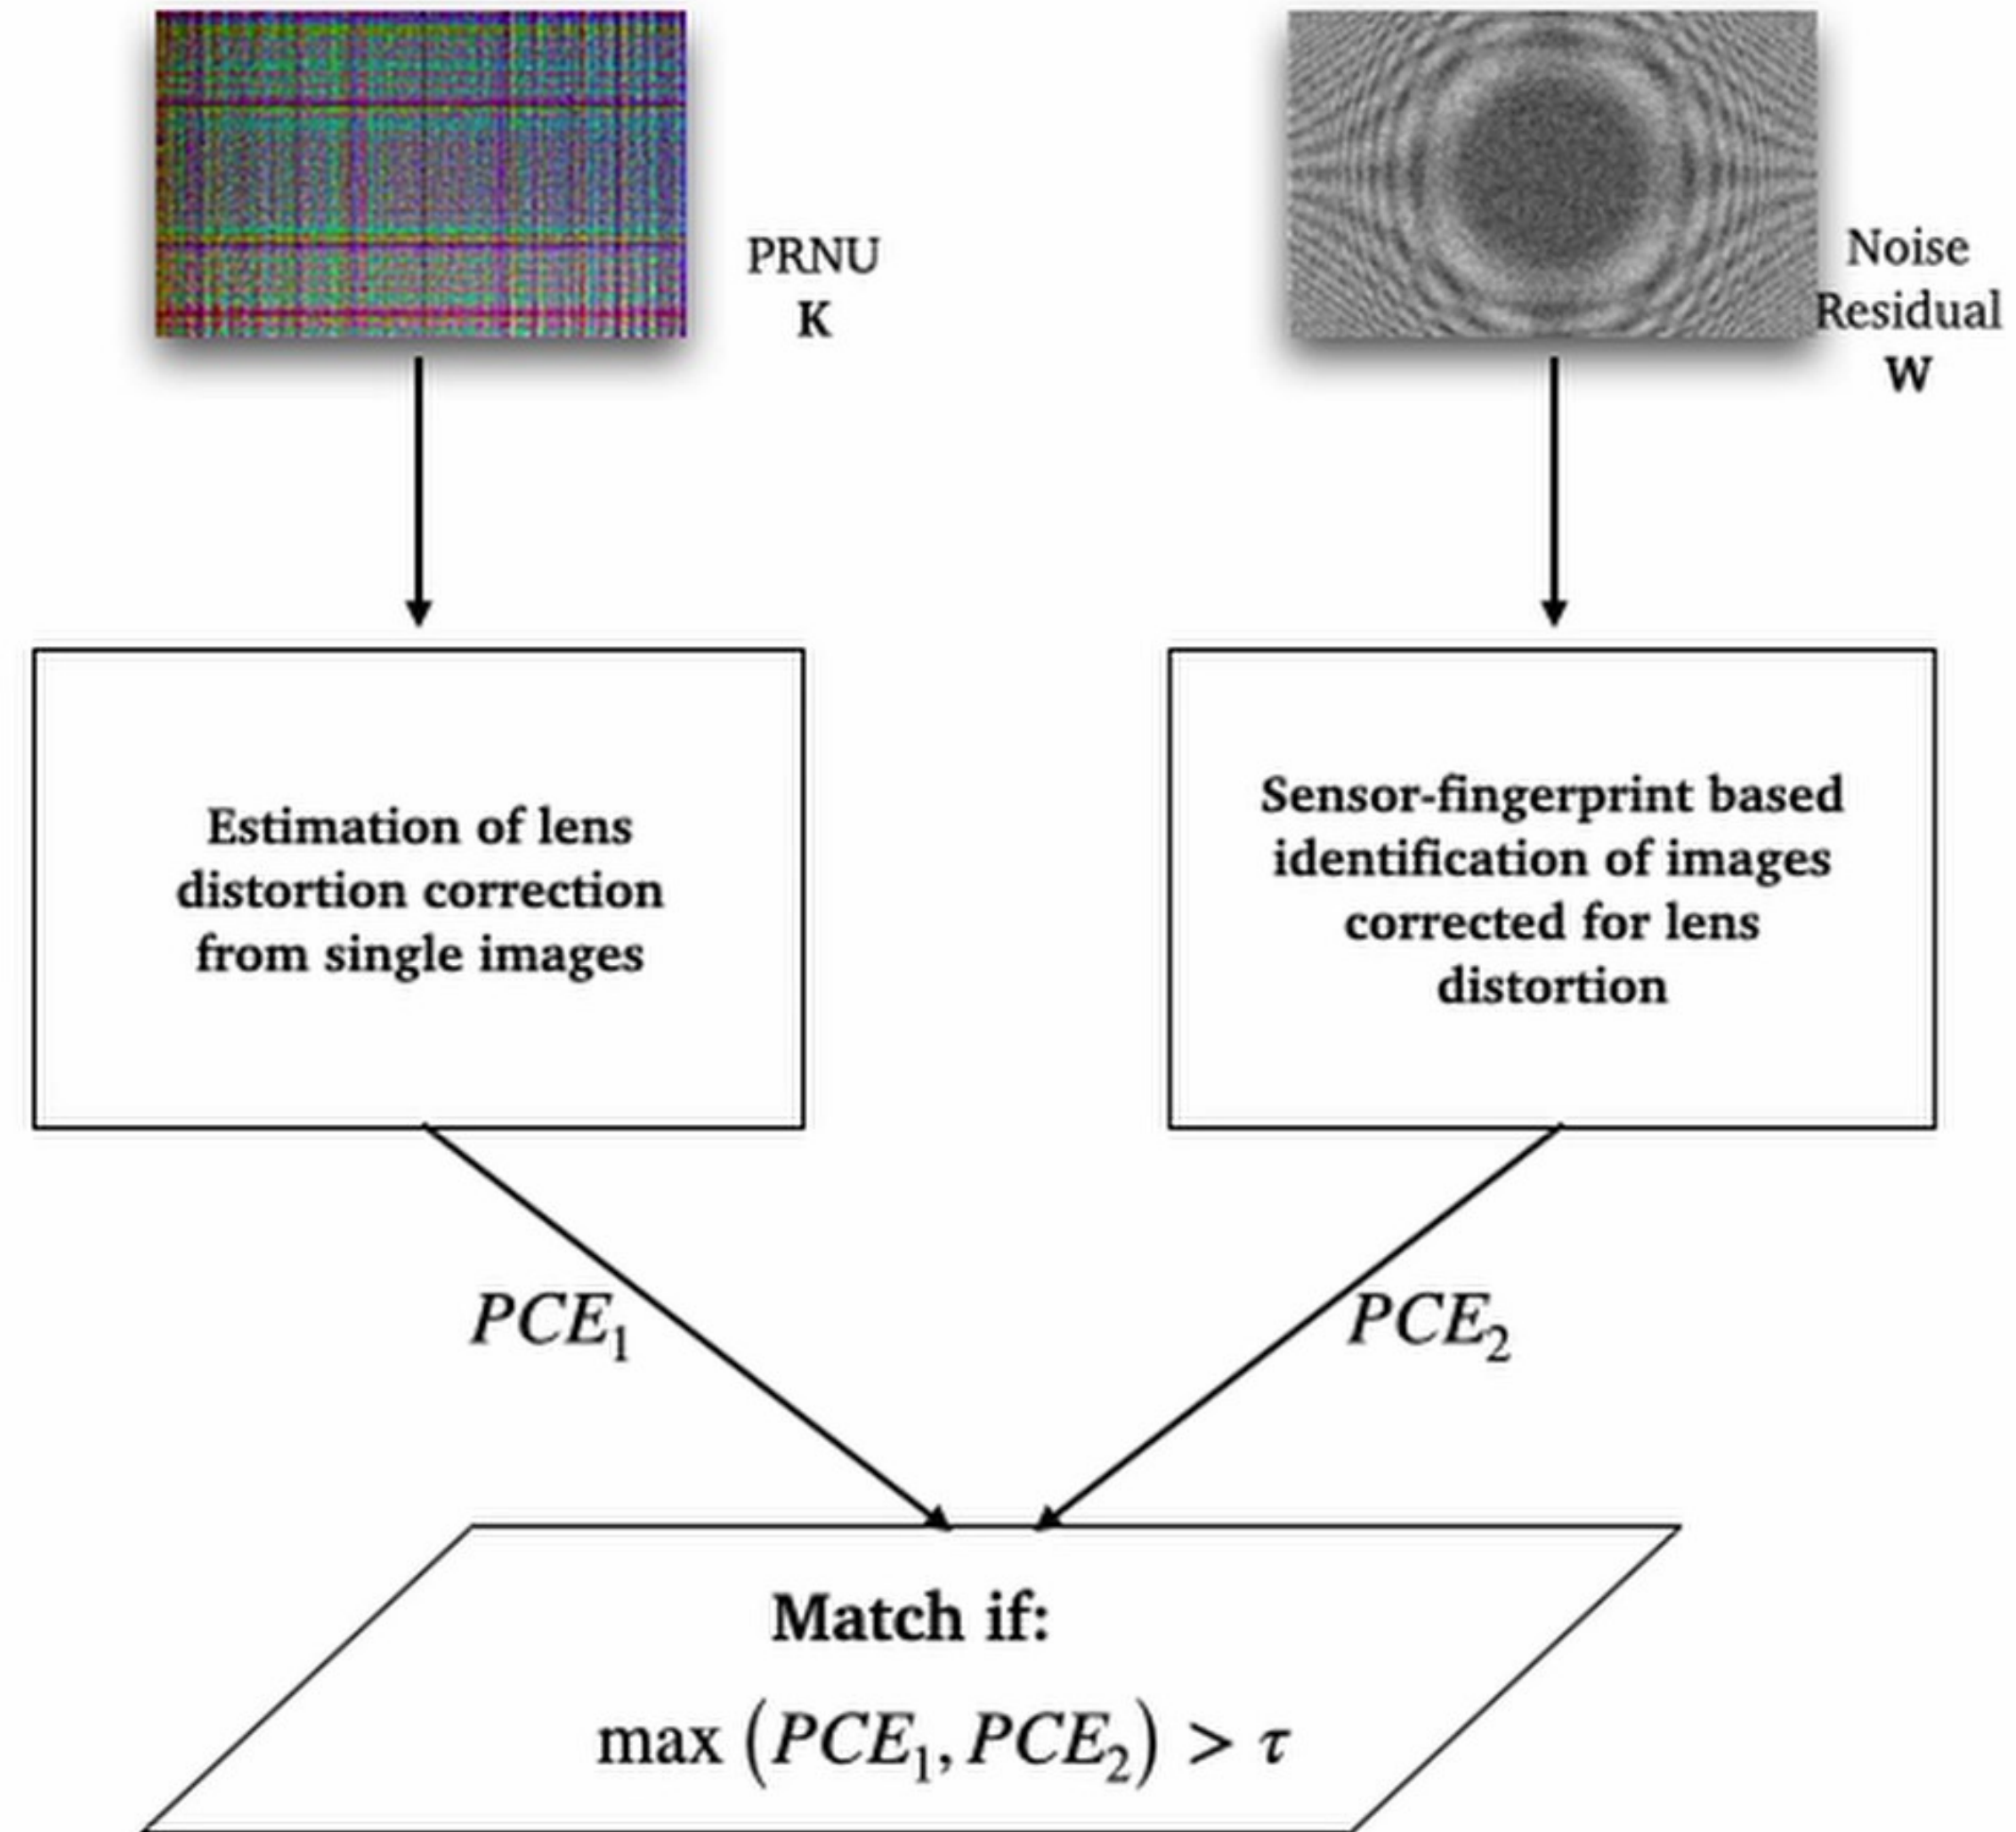 PRNU
K
Noise
Residual
W
Estimation of lens
distortion correction
from single images
Sensor-fingerprint based
identification of images
corrected for lens
distortion
PCE₁
PCE₂
Match if:
max (PCE₁, PCE₂) > τ